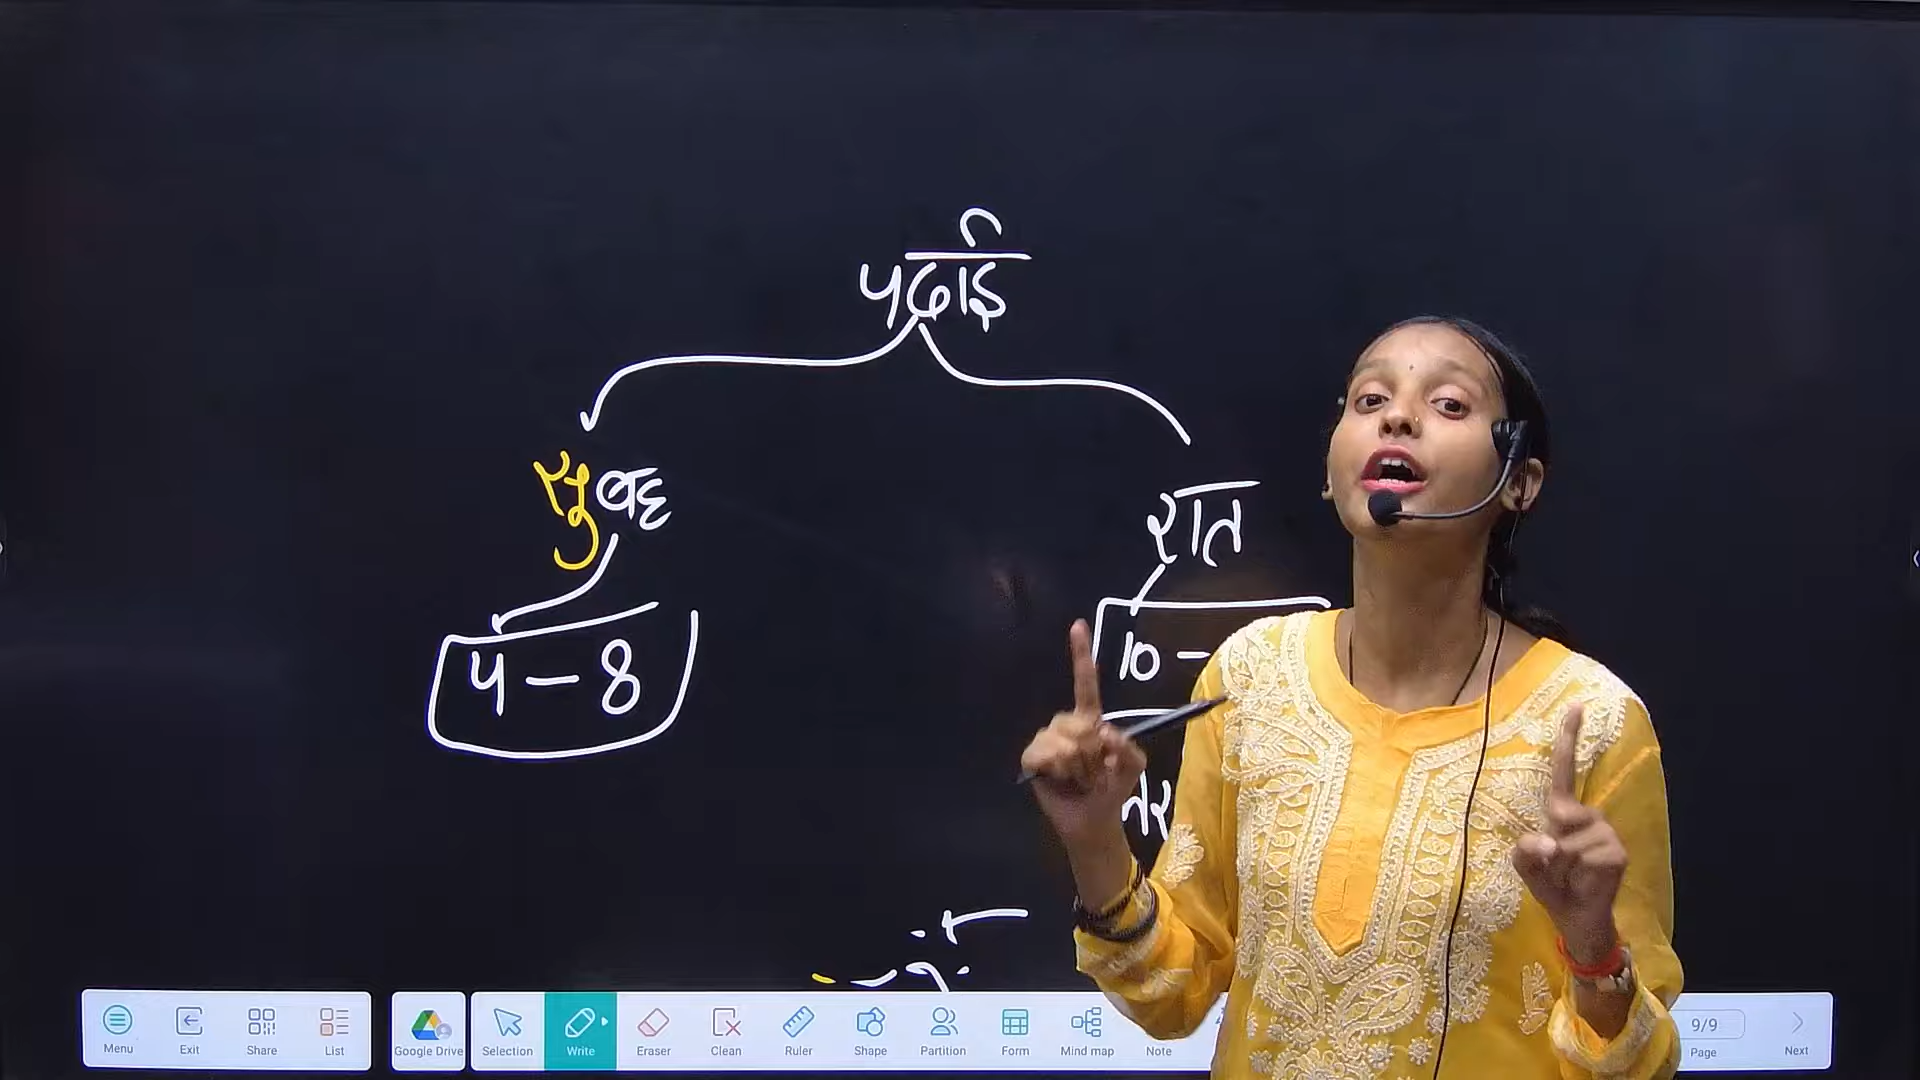 पढाई
सुबह
रात
4-8
10-
Menu
Exit
Share
List
Google Drive
Selection
Write
Eraser
Clean
Ruler
Shape
Partition
Form
Mind map
Note
9/9
Page
Next